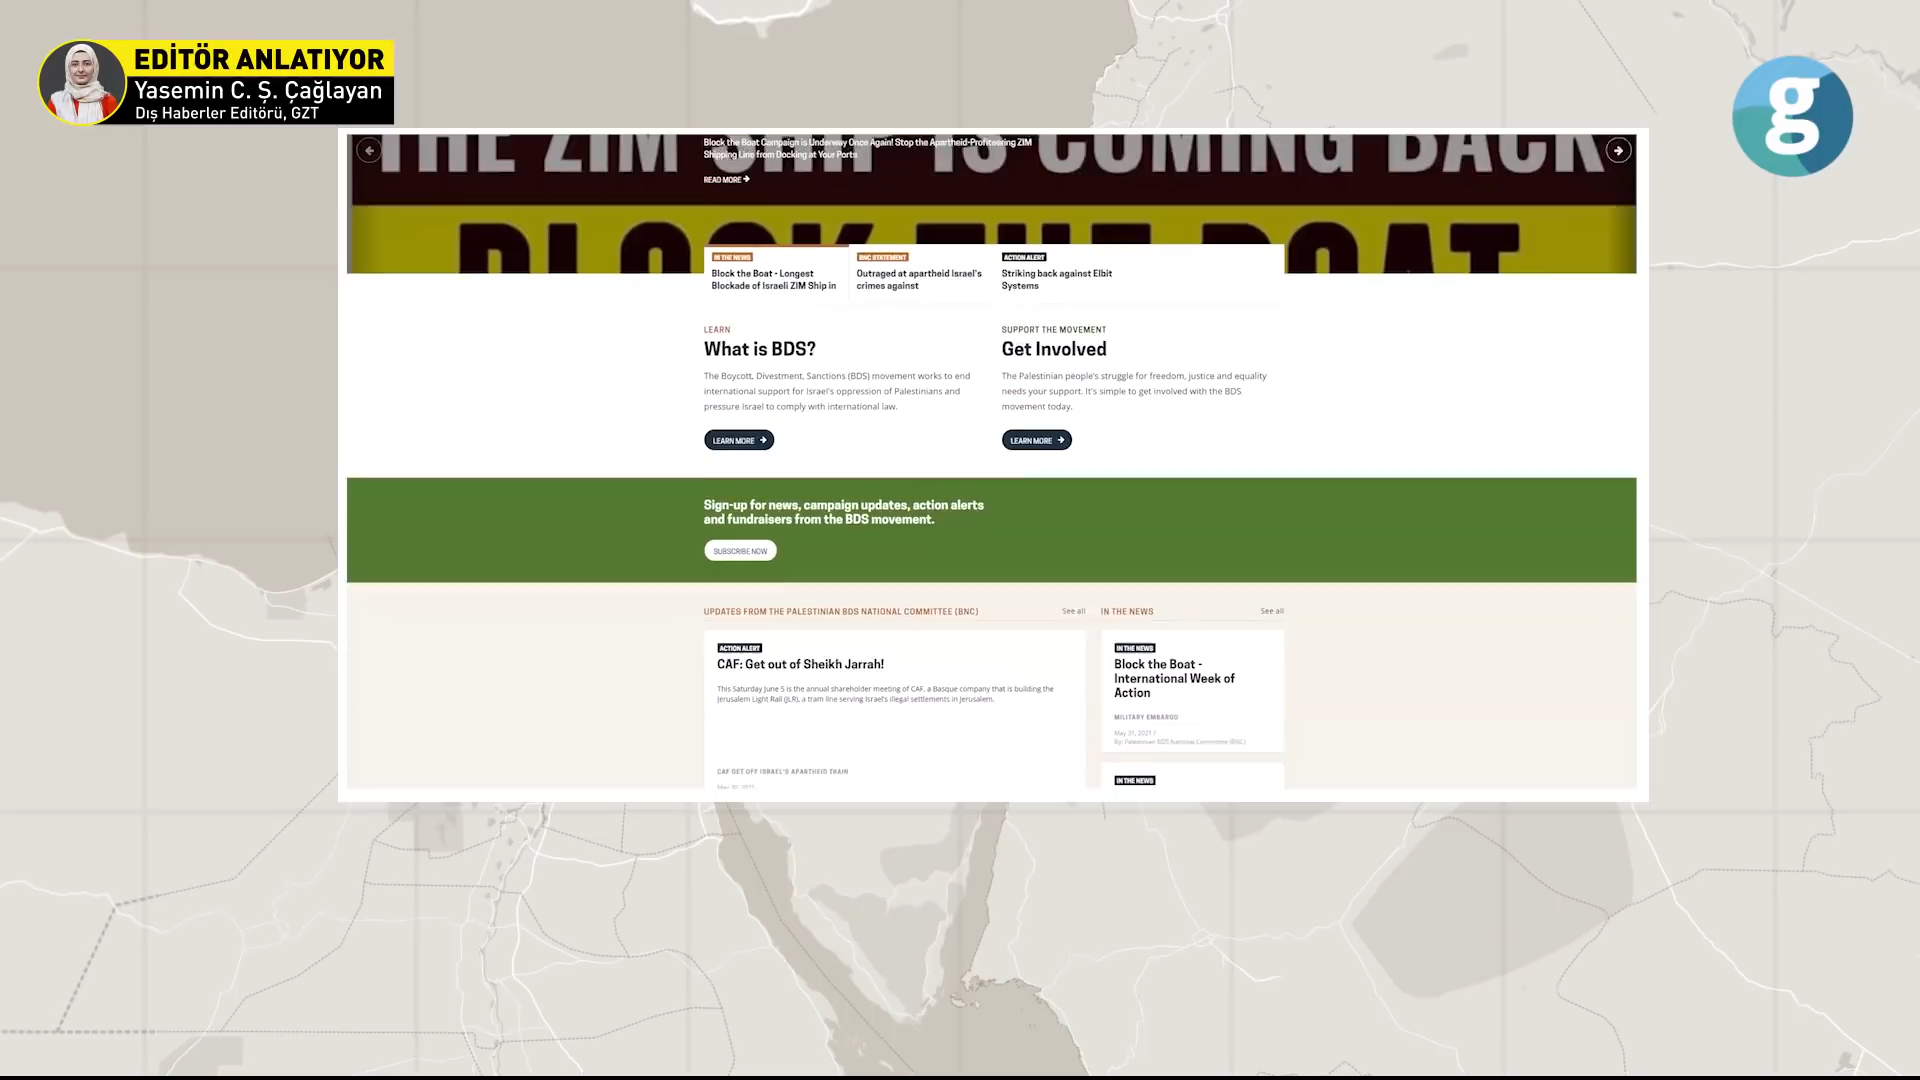 EDİTÖR ANLATIYOR
Yasemin C. Ş. Çağlayan
Dış Haberler Editörü, GZT
g
THE ZIM SHIP IS COMING BACK
Block the Boat Campaign is Underway Once Again! Stop the Apartheid-Profiteering ZIM
Shipping Line from Docking at Your Ports
READ MORE
BLOCK THE BOAT
IN THE NEWS
Block the Boat - Longest
Blockade of Israeli ZIM Ship in
BNC STATEMENT
Outraged at apartheid Israel's
crimes against
ACTION ALERT
Striking back against Elbit
Systems
LEARN
What is BDS?
The Boycott, Divestment, Sanctions (BDS) movement works to end
international support for Israel's oppression of Palestinians and
pressure Israel to comply with international law.
LEARN MORE
SUPPORT THE MOVEMENT
Get Involved
The Palestinian people's struggle for freedom, justice and equality
needs your support. It's simple to get involved with the BDS
movement today.
LEARN MORE
Sign-up for news, campaign updates, action alerts
and fundraisers from the BDS movement.
SUBSCRIBE NOW
UPDATES FROM THE PALESTINIAN BDS NATIONAL COMMITTEE (BNC)
See all
ACTION ALERT
CAF: Get out of Sheikh Jarrah!
This Saturday June 5 is the annual shareholder meeting of CAF, a Basque company that is building the
Jerusalem Light Rail (JLR), a tram line serving Israel's illegal settlements in Jerusalem.
CAF GET OFF ISRAEL'S APARTHEID TRAIN
IN THE NEWS
See all
IN THE NEWS
Block the Boat -
International Week of
Action
MILITARY EMBARGO
May 31, 2021 /
By: Palestinian BDS National Committee (BNC)
IN THE NEWS